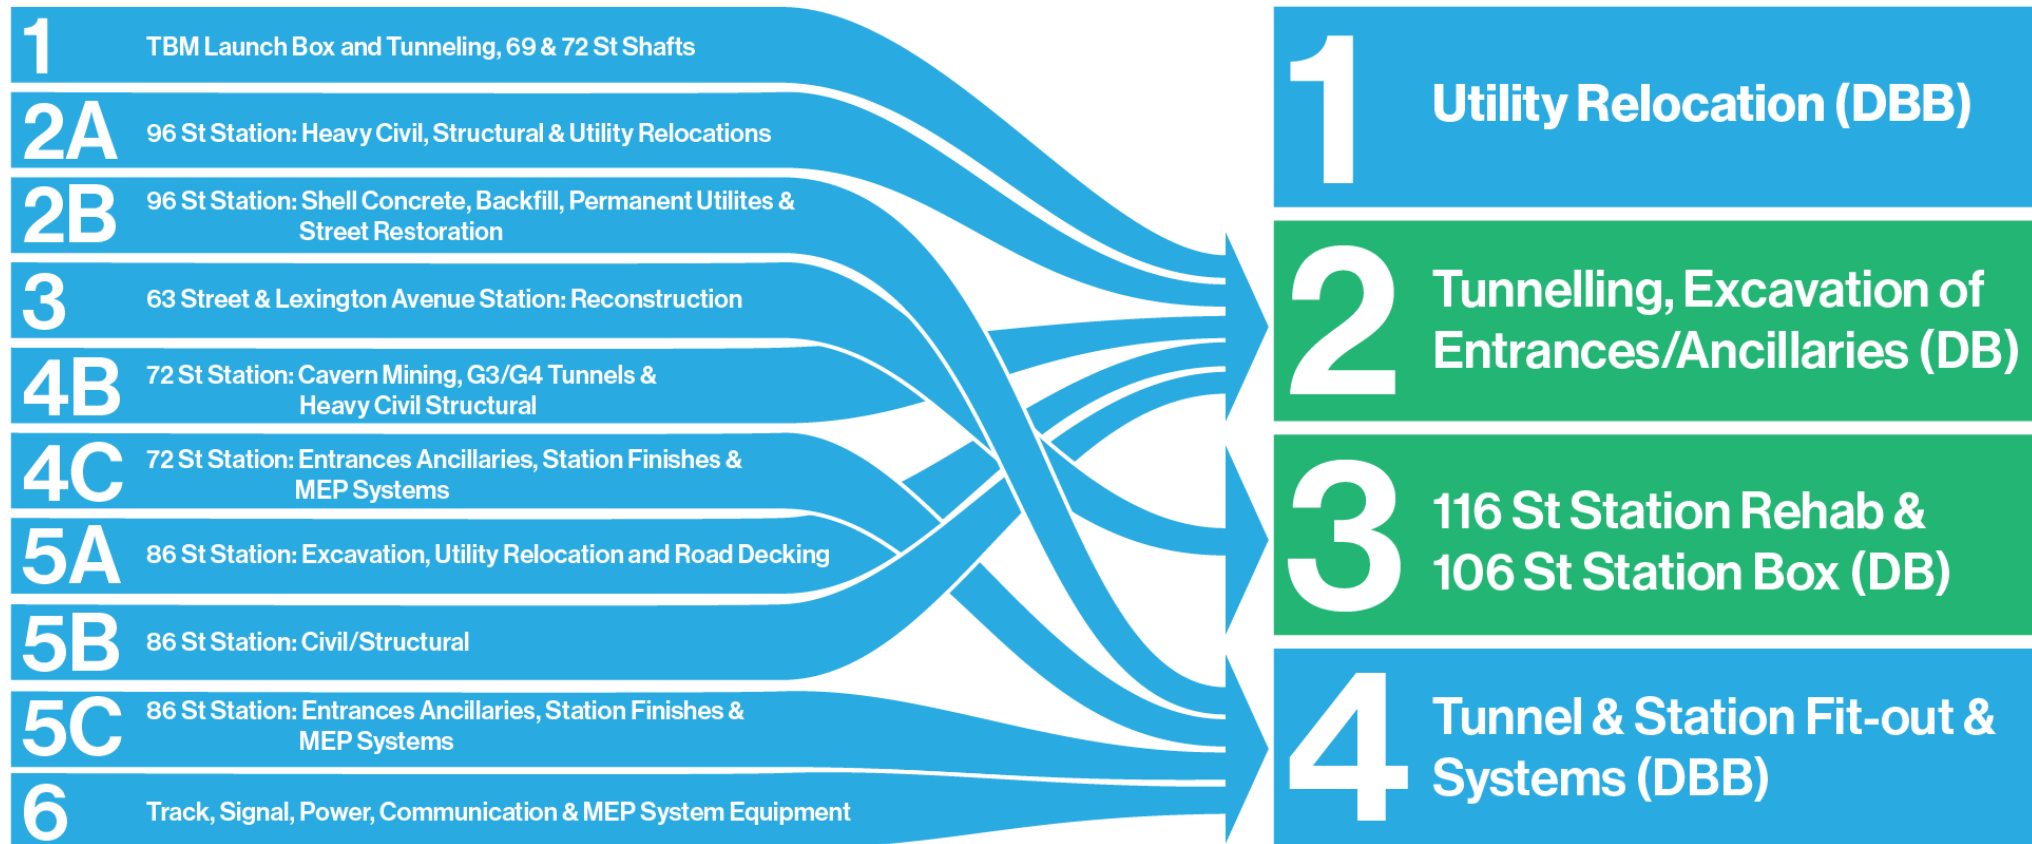 1 TBM Launch Box and Tunneling, 69 & 72 St Shafts
2A 96 St Station: Heavy Civil, Structural & Utility Relocations
2B 96 St Station: Shell Concrete, Backfill, Permanent Utilites &
Street Restoration
3 63 Street & Lexington Avenue Station: Reconstruction
4B 72 St Station: Cavern Mining, G3/G4 Tunnels &
Heavy Civil Structural
4C 72 St Station: Entrances Ancillaries, Station Finishes &
MEP Systems
5A 86 St Station: Excavation, Utility Relocation and Road Decking
5B 86 St Station: Civil/Structural
5C 86 St Station: Entrances Ancillaries, Station Finishes &
MEP Systems
6 Track, Signal, Power, Communication & MEP System Equipment
1 Utility Relocation (DBB)
2 Tunnelling, Excavation of
Entrances/Ancillaries (DB)
3 116 St Station Rehab &
106 St Station Box (DB)
4 Tunnel & Station Fit-out &
Systems (DBB)